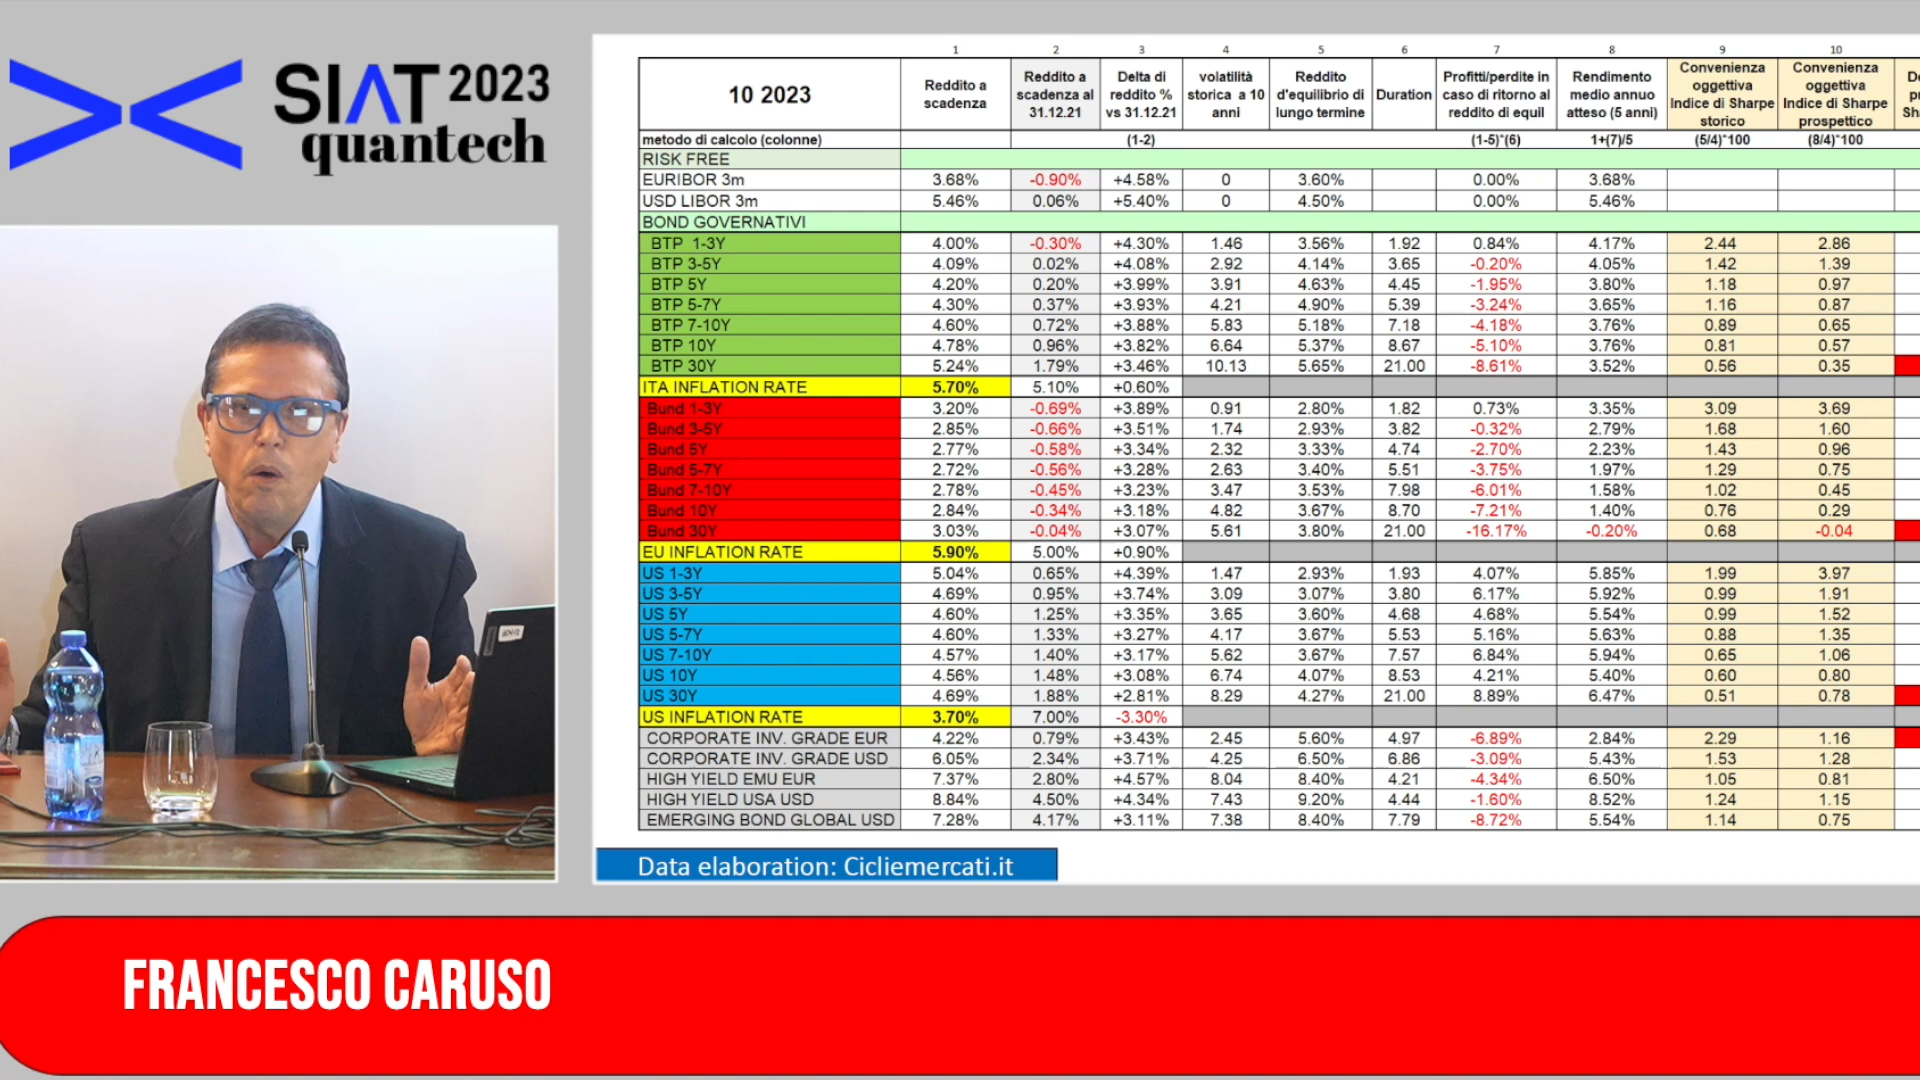 SIAT 2023
quantech
1 2 3 4 5 6 7 8 9 10
10 2023 | Reddito a scadenza | Reddito a scadenza al 31.12.21 | Delta di reddito % vs 31.12.21 | volatilità storica a 10 anni | Reddito d'equilibrio di lungo termine | Duration | Profitti/perdite in caso di ritorno al reddito di equil | Rendimento medio annuo atteso (5 anni) | Convenienza oggettiva Indice di Sharpe storico | Convenienza oggettiva Indice di Sharpe prospettico
metodo di calcolo (colonne) (1-2) (1-5)*(6) 1+(7)/5 (5/4)*100 (8/4)*100
RISK FREE
EURIBOR 3m 3.68% -0.90% +4.58% 0 3.60% 0.00% 3.68%
USD LIBOR 3m 5.46% 0.06% +5.40% 0 4.50% 0.00% 5.46%
BOND GOVERNATIVI
BTP 1-3Y 4.00% -0.30% +4.30% 1.46 3.56% 1.92 0.84% 4.17% 2.44 2.86
BTP 3-5Y 4.09% 0.02% +4.08% 2.92 4.14% 3.65 -0.20% 4.05% 1.42 1.39
BTP 5Y 4.20% 0.20% +3.99% 3.91 4.63% 4.45 -1.95% 3.80% 1.18 0.97
BTP 5-7Y 4.30% 0.37% +3.93% 4.21 4.90% 5.39 -3.24% 3.65% 1.16 0.87
BTP 7-10Y 4.60% 0.72% +3.88% 5.83 5.18% 7.18 -4.18% 3.76% 0.89 0.65
BTP 10Y 4.78% 0.96% +3.82% 6.64 5.37% 8.67 -5.10% 3.76% 0.81 0.57
BTP 30Y 5.24% 1.79% +3.46% 10.13 5.65% 21.00 -8.61% 3.52% 0.56 0.35
ITA INFLATION RATE 5.70% 5.10% +0.60%
Bund 1-3Y 3.20% -0.69% +3.89% 0.91 2.80% 1.82 0.73% 3.35% 3.09 3.69
Bund 3-5Y 2.85% -0.66% +3.51% 1.74 2.93% 3.82 -0.32% 2.79% 1.68 1.60
Bund 5Y 2.77% -0.58% +3.34% 2.32 3.33% 4.74 -2.70% 2.23% 1.43 0.96
Bund 5-7Y 2.72% -0.56% +3.28% 2.63 3.40% 5.51 -3.75% 1.97% 1.29 0.75
Bund 7-10Y 2.78% -0.45% +3.23% 3.47 3.53% 7.98 -6.01% 1.58% 1.02 0.45
Bund 10Y 2.84% -0.34% +3.18% 4.82 3.67% 8.70 -7.21% 1.40% 0.76 0.29
Bund 30Y 3.03% -0.04% +3.07% 5.61 3.80% 21.00 -16.17% -0.20% 0.68 -0.04
EU INFLATION RATE 5.90% 5.00% +0.90%
US 1-3Y 5.04% 0.65% +4.39% 1.47 2.93% 1.93 4.07% 5.85% 1.99 3.97
US 3-5Y 4.69% 0.95% +3.74% 3.09 3.07% 3.80 6.17% 5.92% 0.99 1.91
US 5Y 4.60% 1.25% +3.35% 3.65 3.60% 4.68 4.68% 5.54% 0.99 1.52
US 5-7Y 4.60% 1.33% +3.27% 4.17 3.67% 5.53 5.16% 5.63% 0.88 1.35
US 7-10Y 4.57% 1.40% +3.17% 5.62 3.67% 7.57 6.84% 5.94% 0.65 1.06
US 10Y 4.56% 1.48% +3.08% 6.74 4.07% 8.53 4.21% 5.40% 0.60 0.80
US 30Y 4.69% 1.88% +2.81% 8.29 4.27% 21.00 8.89% 6.47% 0.51 0.78
US INFLATION RATE 3.70% 7.00% -3.30%
CORPORATE INV. GRADE EUR 4.22% 0.79% +3.43% 2.45 5.60% 4.97 -6.89% 2.84% 2.29 1.16
CORPORATE INV. GRADE USD 6.05% 2.34% +3.71% 4.25 6.50% 6.86 -3.09% 5.43% 1.53 1.28
HIGH YIELD EMU EUR 7.37% 2.80% +4.57% 8.04 8.40% 4.21 -4.34% 6.50% 1.05 0.81
HIGH YIELD USA USD 8.84% 4.50% +4.34% 7.43 9.20% 4.44 -1.60% 8.52% 1.24 1.15
EMERGING BOND GLOBAL USD 7.28% 4.17% +3.11% 7.38 8.40% 7.79 -8.72% 5.54% 1.14 0.75
Data elaboration: Cicliemercati.it
FRANCESCO CARUSO